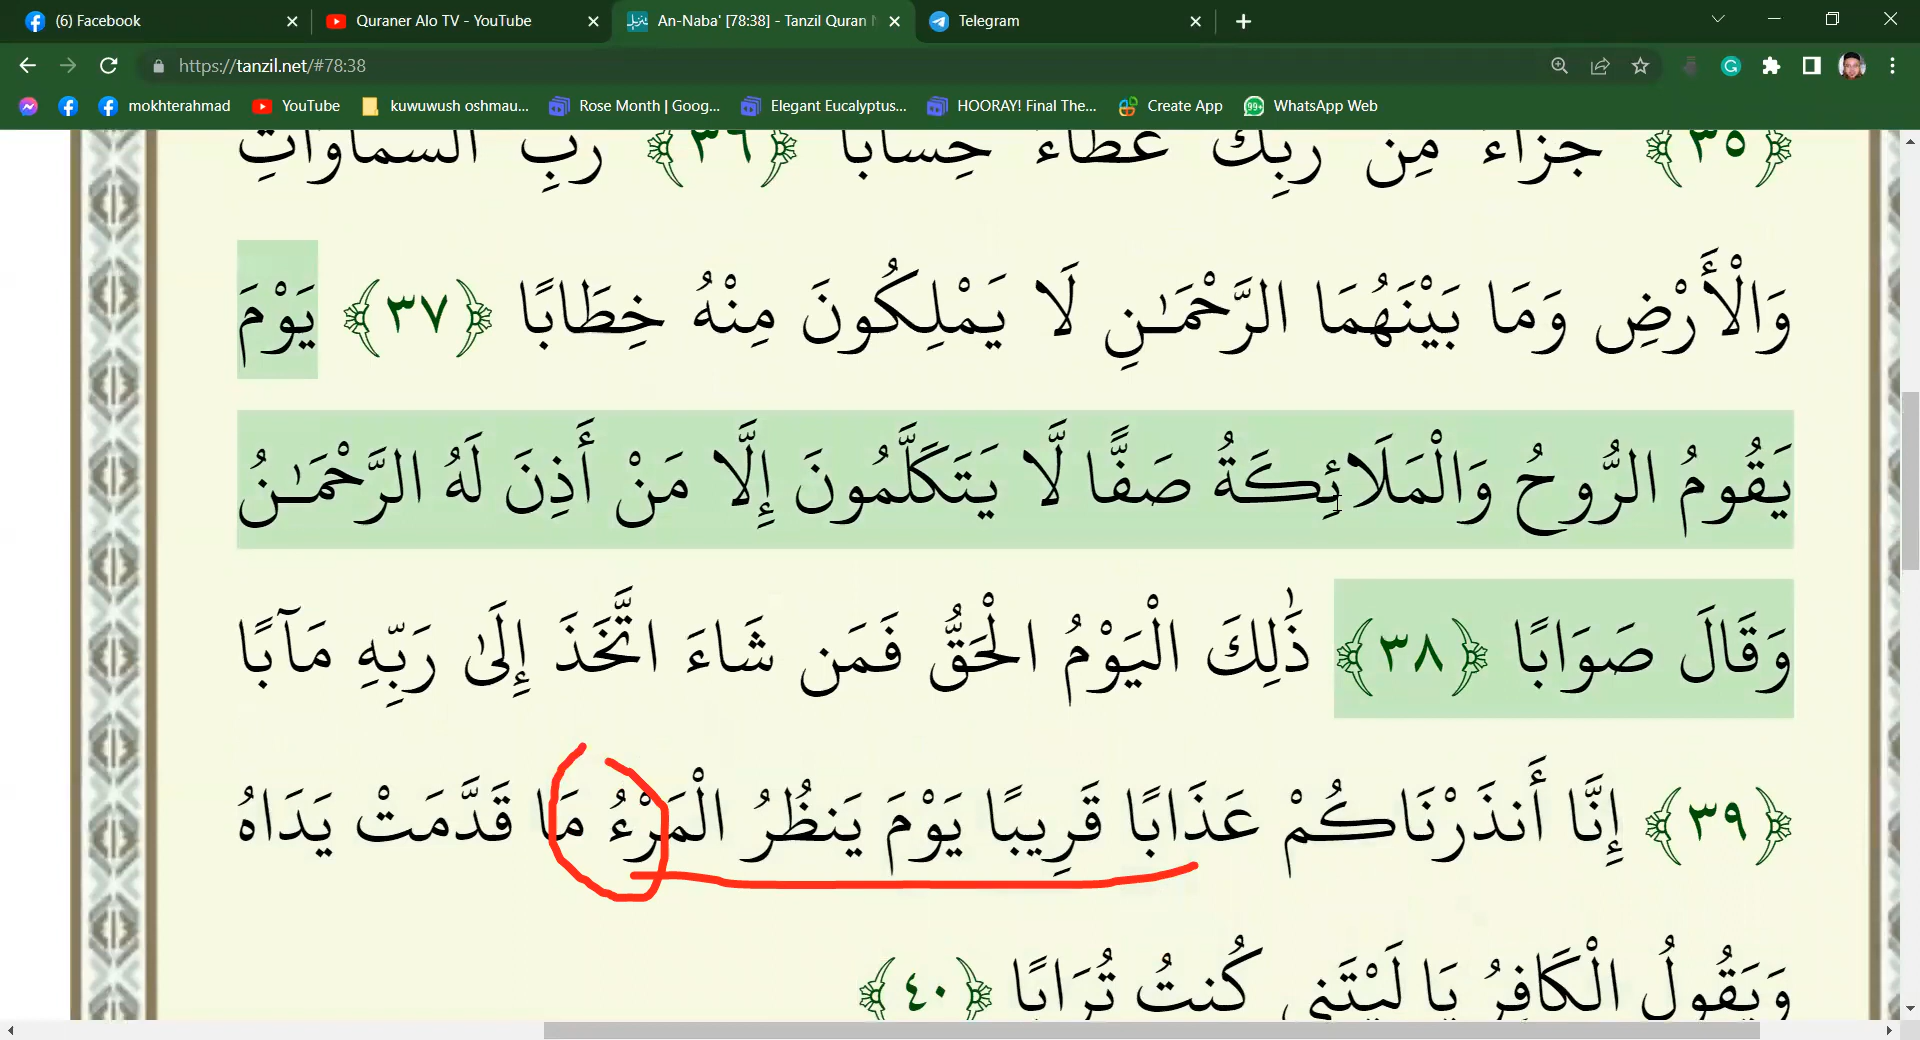 (6) Facebook
Quraner Alo TV - YouTube
An-Naba' [78:38] - Tanzil Quran N
Telegram
https://tanzil.net/#78:38
mokhterahmad
YouTube
kuwuwush oshmau...
Rose Month | Goog...
Elegant Eucalyptus...
HOORAY! Final The...
Create App
99+
WhatsApp Web
﴿٣٥﴾ جَزَاءً مِّن رَّبِّكَ عَطَاءً حِسَابًا ﴿٣٦﴾ رَّبِّ السَّمَاوَاتِ
وَالْأَرْضِ وَمَا بَيْنَهُمَا الرَّحْمَـٰنِ لَا يَمْلِكُونَ مِنْهُ خِطَابًا ﴿٣٧﴾ يَوْمَ
يَقُومُ الرُّوحُ وَالْمَلَائِكَةُ صَفًّا لَّا يَتَكَلَّمُونَ إِلَّا مَنْ أَذِنَ لَهُ الرَّحْمَـٰنُ
وَقَالَ صَوَابًا ﴿٣٨﴾ ذَٰلِكَ الْيَوْمُ الْحَقُّ فَمَن شَاءَ اتَّخَذَ إِلَىٰ رَبِّهِ مَآبًا
﴿٣٩﴾ إِنَّا أَنذَرْنَاكُمْ عَذَابًا قَرِيبًا يَوْمَ يَنظُرُ الْمَرْءُ مَا قَدَّمَتْ يَدَاهُ
وَيَقُولُ الْكَافِرُ يَا لَيْتَنِي كُنتُ تُرَابًا ﴿٤٠﴾